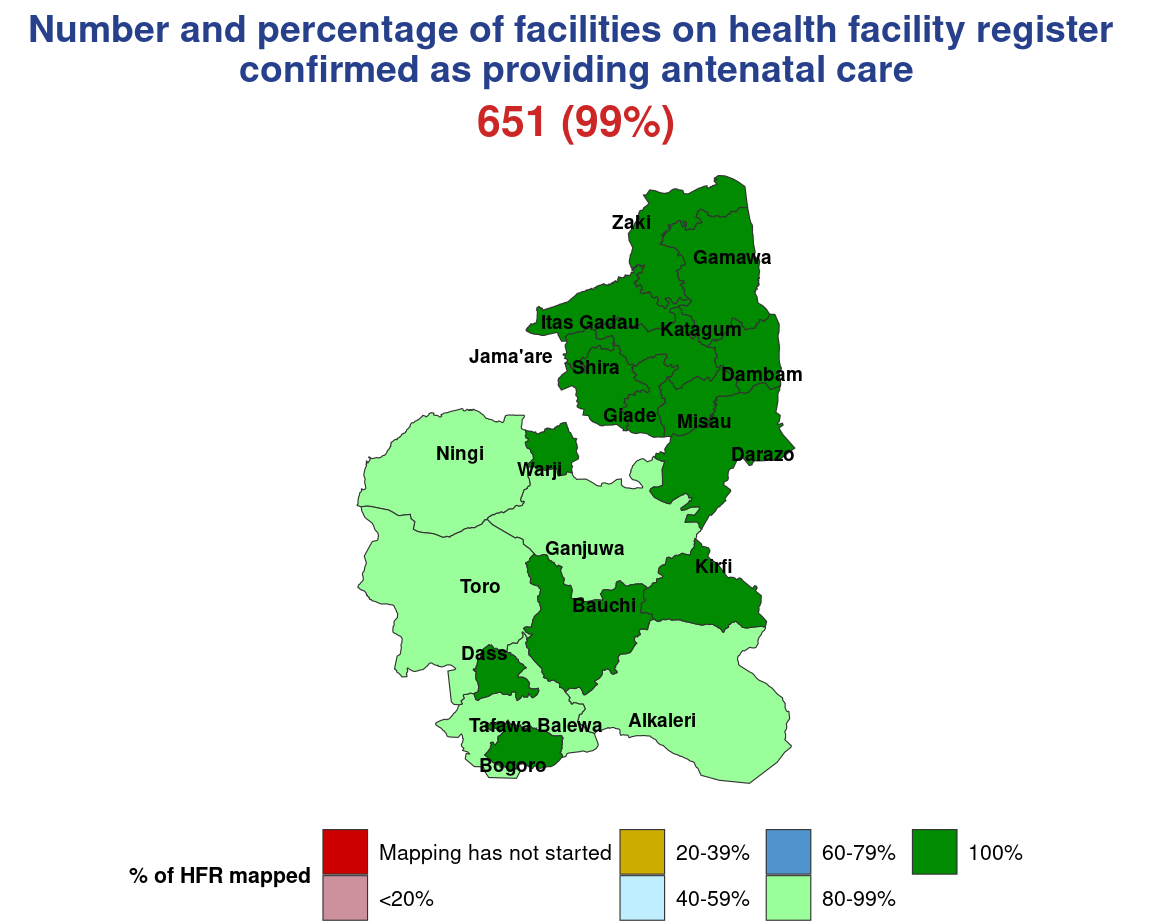 Number and percentage of facilities on health facility register
confirmed as providing antenatal care
651 (99%)
Zaki
Gamawa
Itas Gadau
Katagum
Jama'are
Shira
Dambam
Giade
Misau
Ningi
Darazo
Warji
Ganjuwa
Kirfi
Toro
Bauchi
Dass
Alkaleri
Tafawa Balewa
Bogoro
% of HFR mapped
Mapping has not started
<20%
20-39%
40-59%
60-79%
80-99%
100%